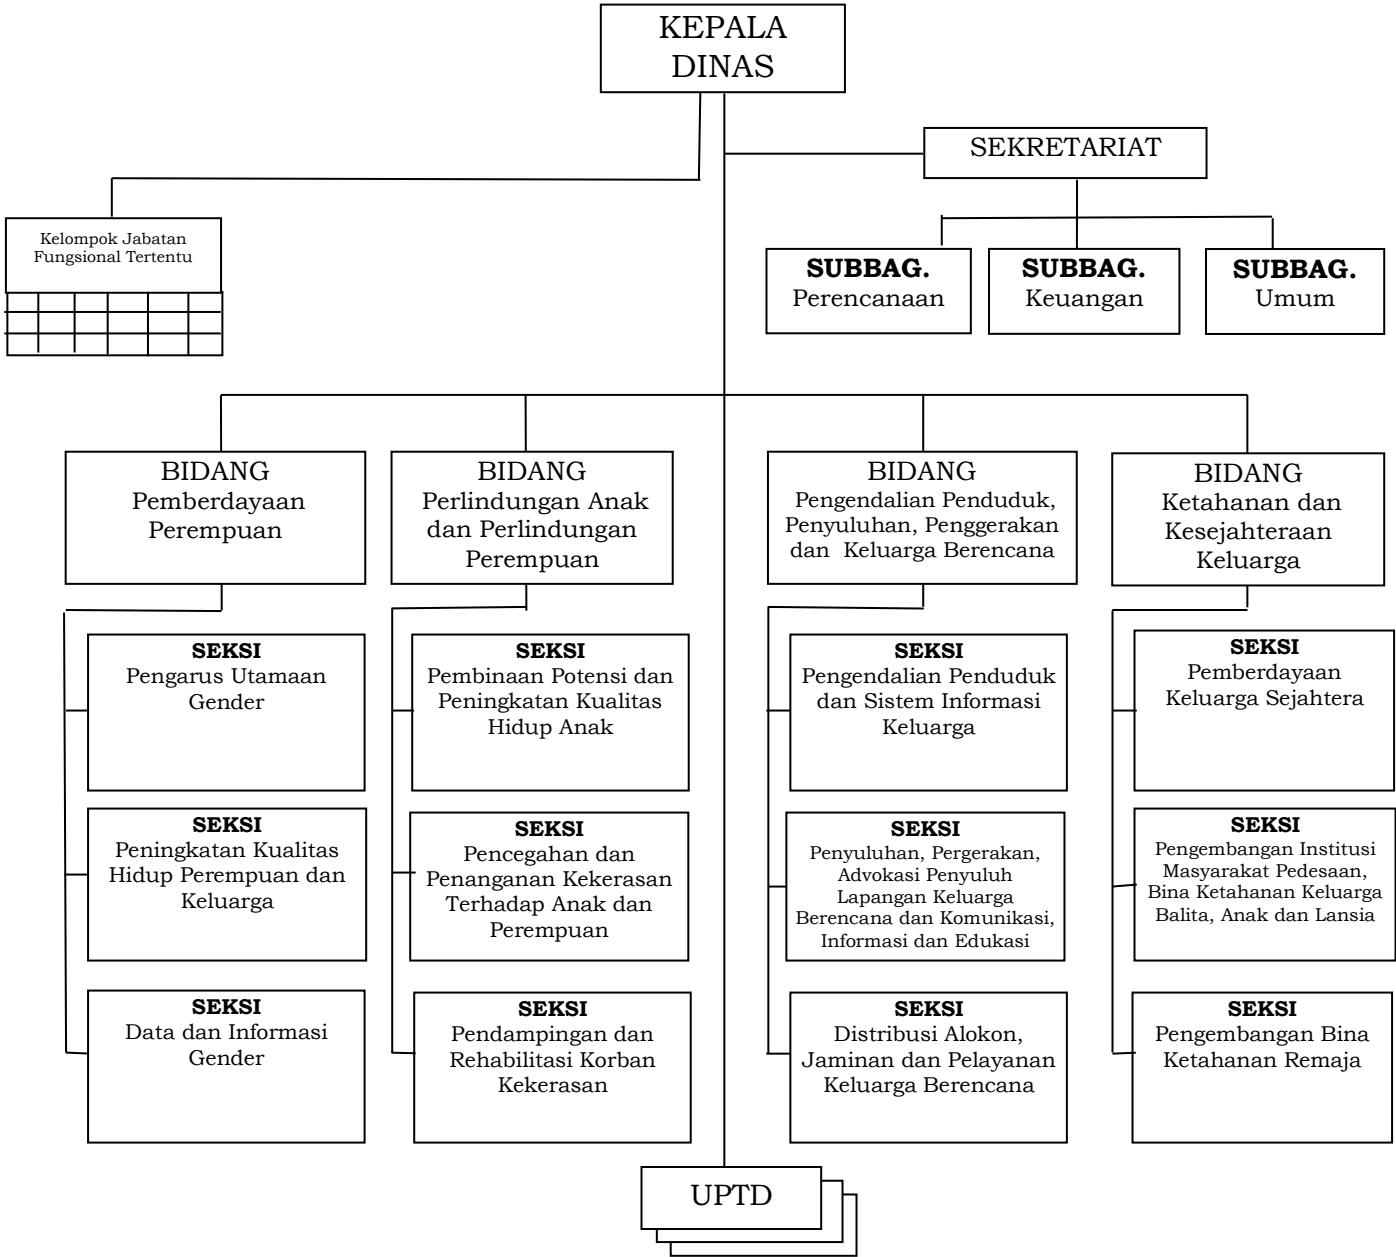 KEPALA
DINAS
SEKRETARIAT
Kelompok Jabatan
Fungsional Tertentu
SUBBAG.
Perencanaan
SUBBAG.
Keuangan
SUBBAG.
Umum
BIDANG
Pemberdayaan
Perempuan
BIDANG
Perlindungan Anak
dan Perlindungan
Perempuan
BIDANG
Pengendalian Penduduk,
Penyuluhan, Penggerakan
dan Keluarga Berencana
BIDANG
Ketahanan dan
Kesejahteraan
Keluarga
SEKSI
Pengarus Utamaan
Gender
SEKSI
Pembinaan Potensi dan
Peningkatan Kualitas
Hidup Anak
SEKSI
Pengendalian Penduduk
dan Sistem Informasi
Keluarga
SEKSI
Pemberdayaan
Keluarga Sejahtera
SEKSI
Peningkatan Kualitas
Hidup Perempuan dan
Keluarga
SEKSI
Pencegahan dan
Penanganan Kekerasan
Terhadap Anak dan
Perempuan
SEKSI
Penyuluhan, Pergerakan,
Advokasi Penyuluh
Lapangan Keluarga
Berencana dan Komunikasi,
Informasi dan Edukasi
SEKSI
Pengembangan Institusi
Masyarakat Pedesaan,
Bina Ketahanan Keluarga
Balita, Anak dan Lansia
SEKSI
Data dan Informasi
Gender
SEKSI
Pendampingan dan
Rehabilitasi Korban
Kekerasan
SEKSI
Distribusi Alokon,
Jaminan dan Pelayanan
Keluarga Berencana
SEKSI
Pengembangan Bina
Ketahanan Remaja
UPTD